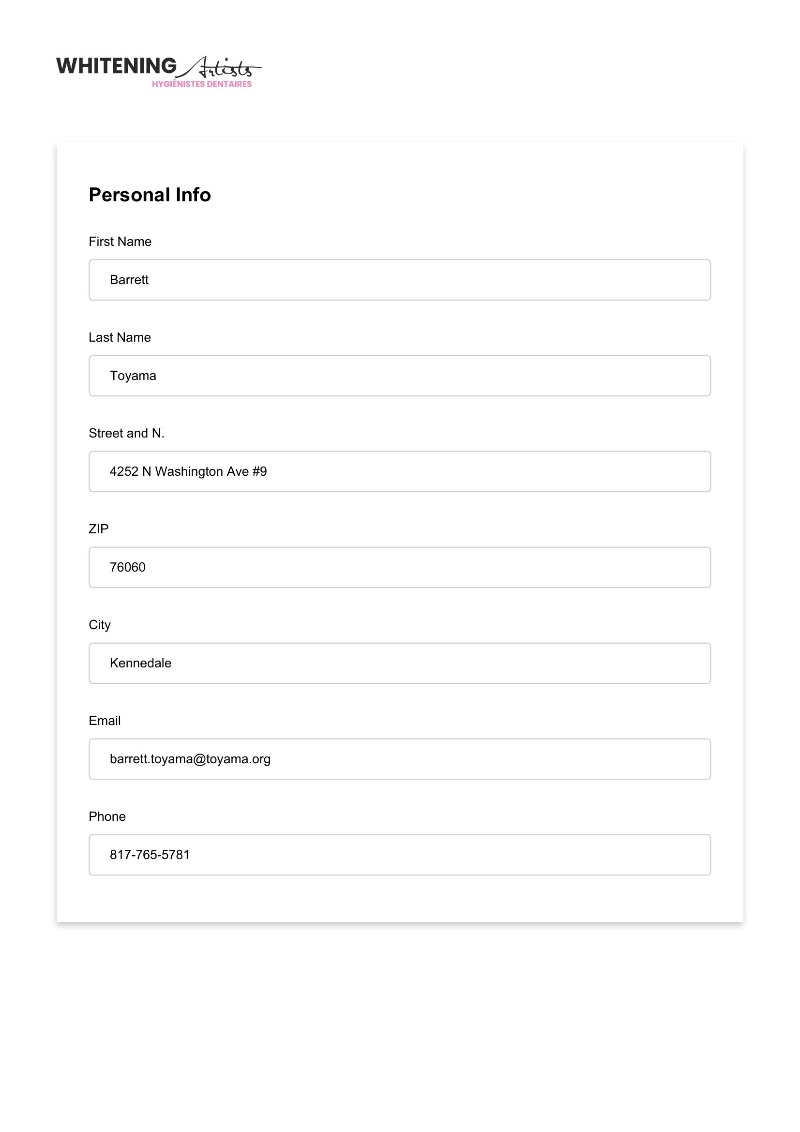 WHITENING Artists
HYGIÉNISTES DENTAIRES
Personal Info
First Name
Barrett
Last Name
Toyama
Street and N.
4252 N Washington Ave #9
ZIP
76060
City
Kennedale
Email
barrett.toyama@toyama.org
Phone
817-765-5781